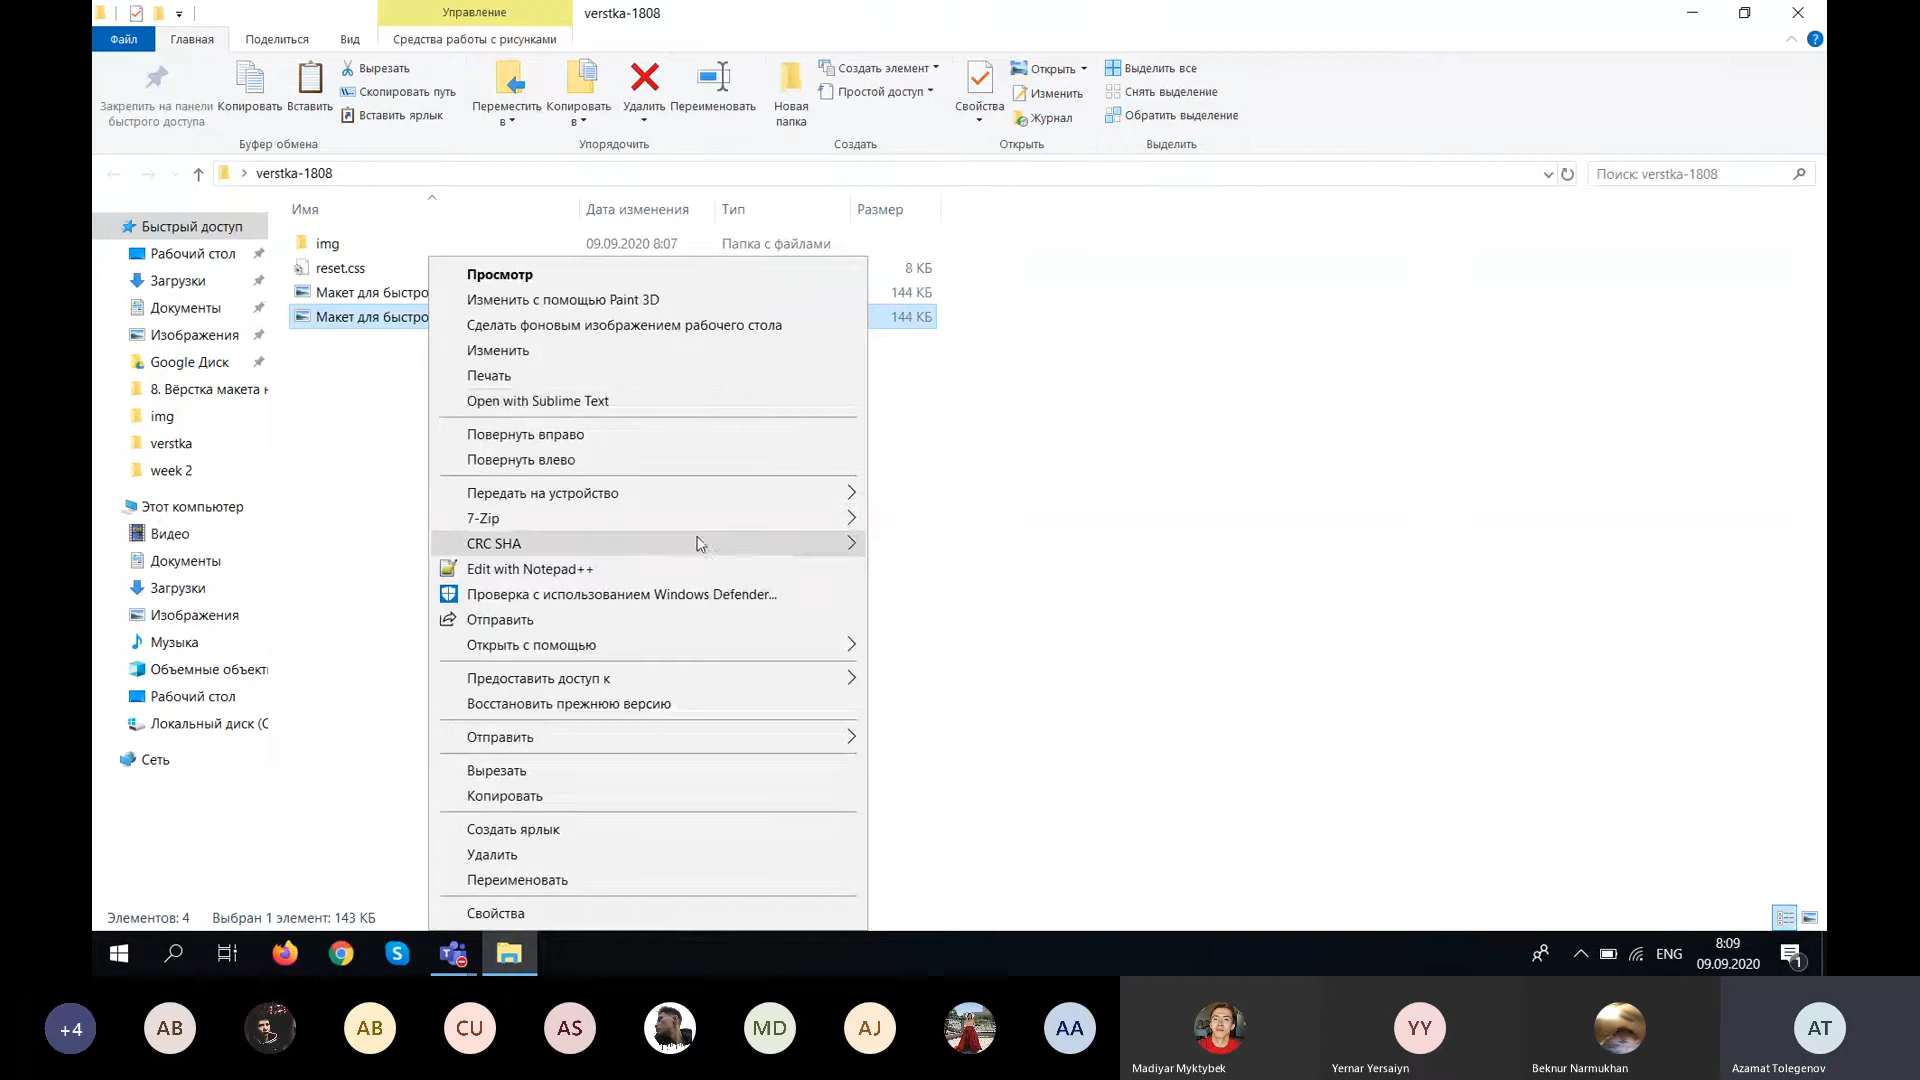 Управление
verstka-1808
Файл
Главная
Поделиться
Вид
Средства работы с рисунками
Закрепить на панели
быстрого доступа
Копировать
Вставить
Вырезать
Скопировать путь
Вставить ярлык
Буфер обмена
Переместить
в
Копировать
в
Удалить
Переименовать
Упорядочить
Новая
папка
Создать элемент
Простой доступ
Создать
Свойства
Открыть
Изменить
Журнал
Открыть
Выделить все
Снять выделение
Обратить выделение
Выделить
verstka-1808
Поиск: verstka-1808
Имя
Дата изменения
Тип
Размер
img
09.09.2020 8:07
Папка с файлами
reset.css
8 КБ
Макет для быстро
144 КБ
Макет для быстро
144 КБ
Быстрый доступ
Рабочий стол
Загрузки
Документы
Изображения
Google Диск
8. Вёрстка макета
img
verstka
week 2
Этот компьютер
Видео
Документы
Загрузки
Изображения
Музыка
Объемные объект
Рабочий стол
Локальный диск (C
Сеть
Просмотр
Изменить с помощью Paint 3D
Сделать фоновым изображением рабочего стола
Изменить
Печать
Open with Sublime Text
Повернуть вправо
Повернуть влево
Передать на устройство
7-Zip
CRC SHA
Edit with Notepad++
Проверка с использованием Windows Defender...
Отправить
Открыть с помощью
Предоставить доступ к
Восстановить прежнюю версию
Отправить
Вырезать
Копировать
Создать ярлык
Удалить
Переименовать
Свойства
Элементов: 4
Выбран 1 элемент: 143 КБ
ENG
8:09
09.09.2020
1
+4
AB
AB
CU
AS
MD
AJ
AA
YY
AT
Madiyar Myktybek
Yernar Yersaiyn
Beknur Narmukhan
Azamat Tolegenov